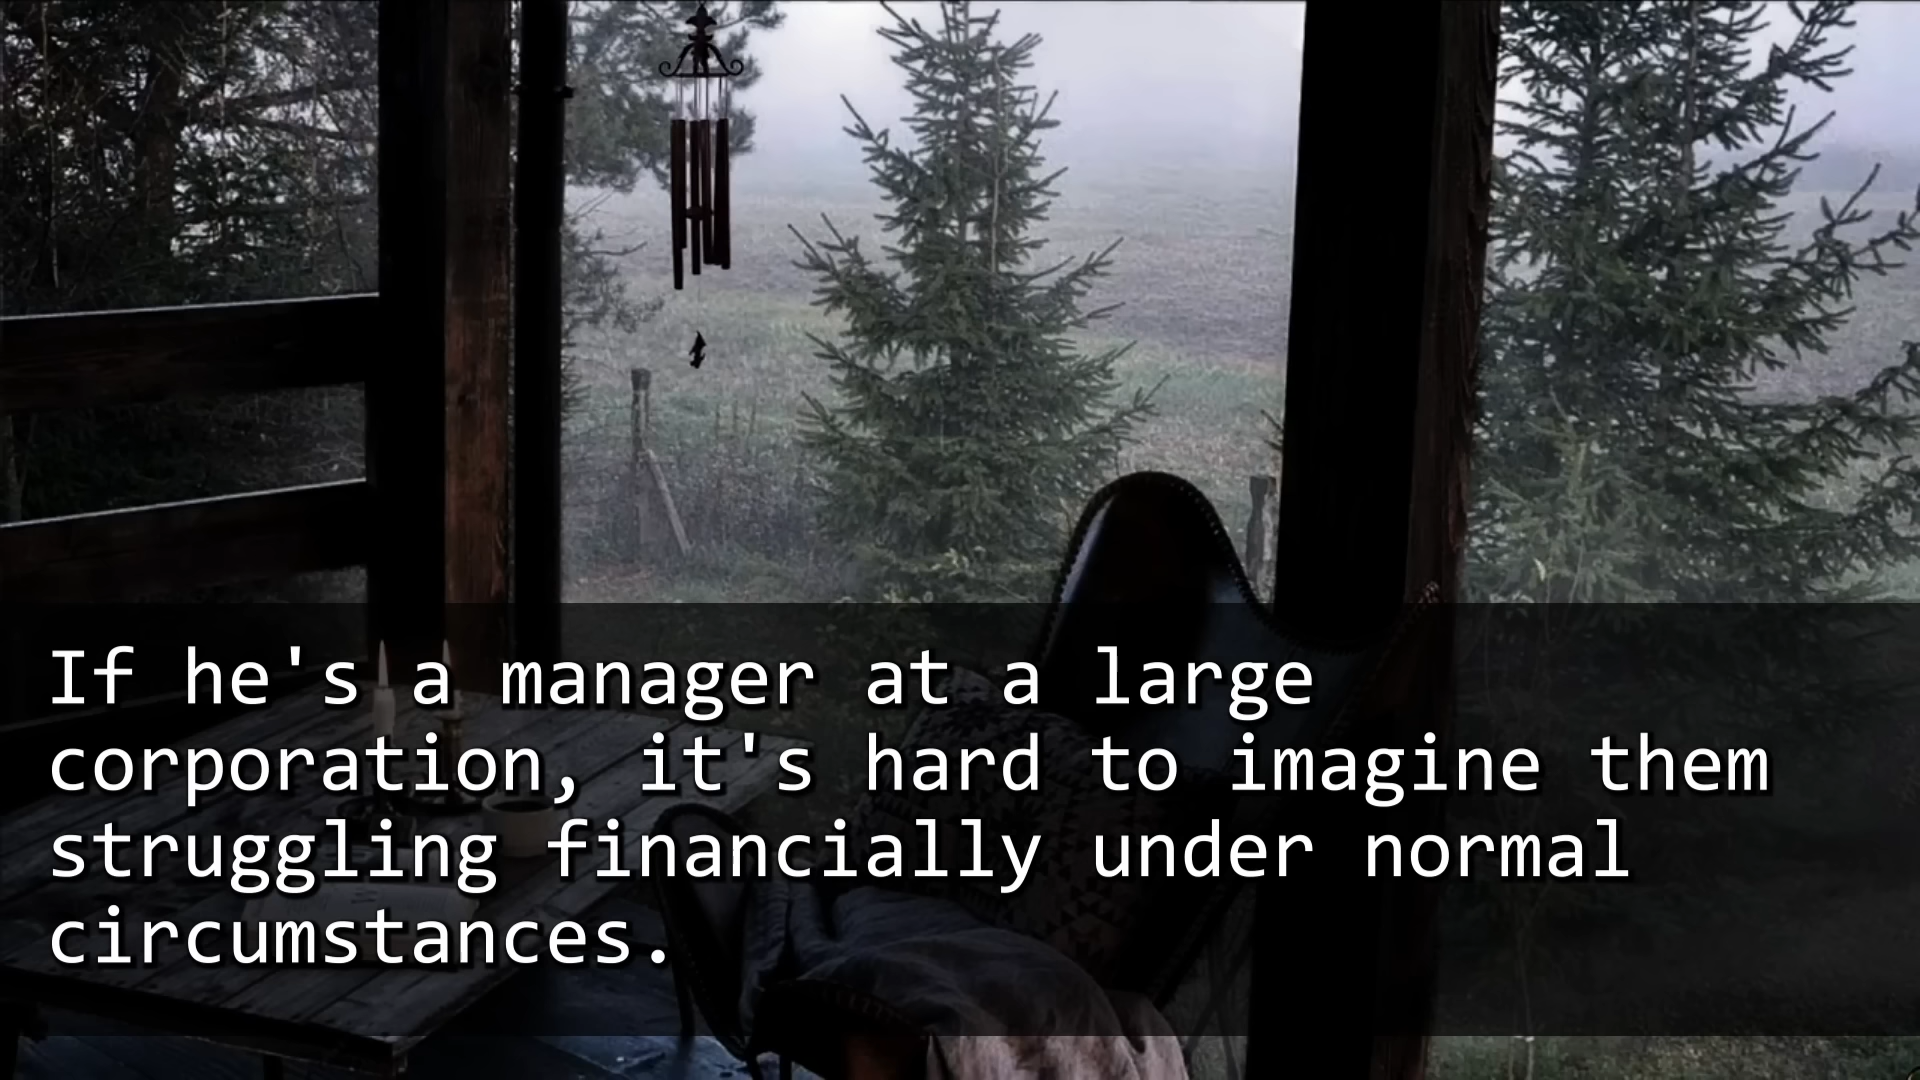 If he's a manager at a large
corporation, it's hard to imagine them
struggling financially under normal
circumstances.